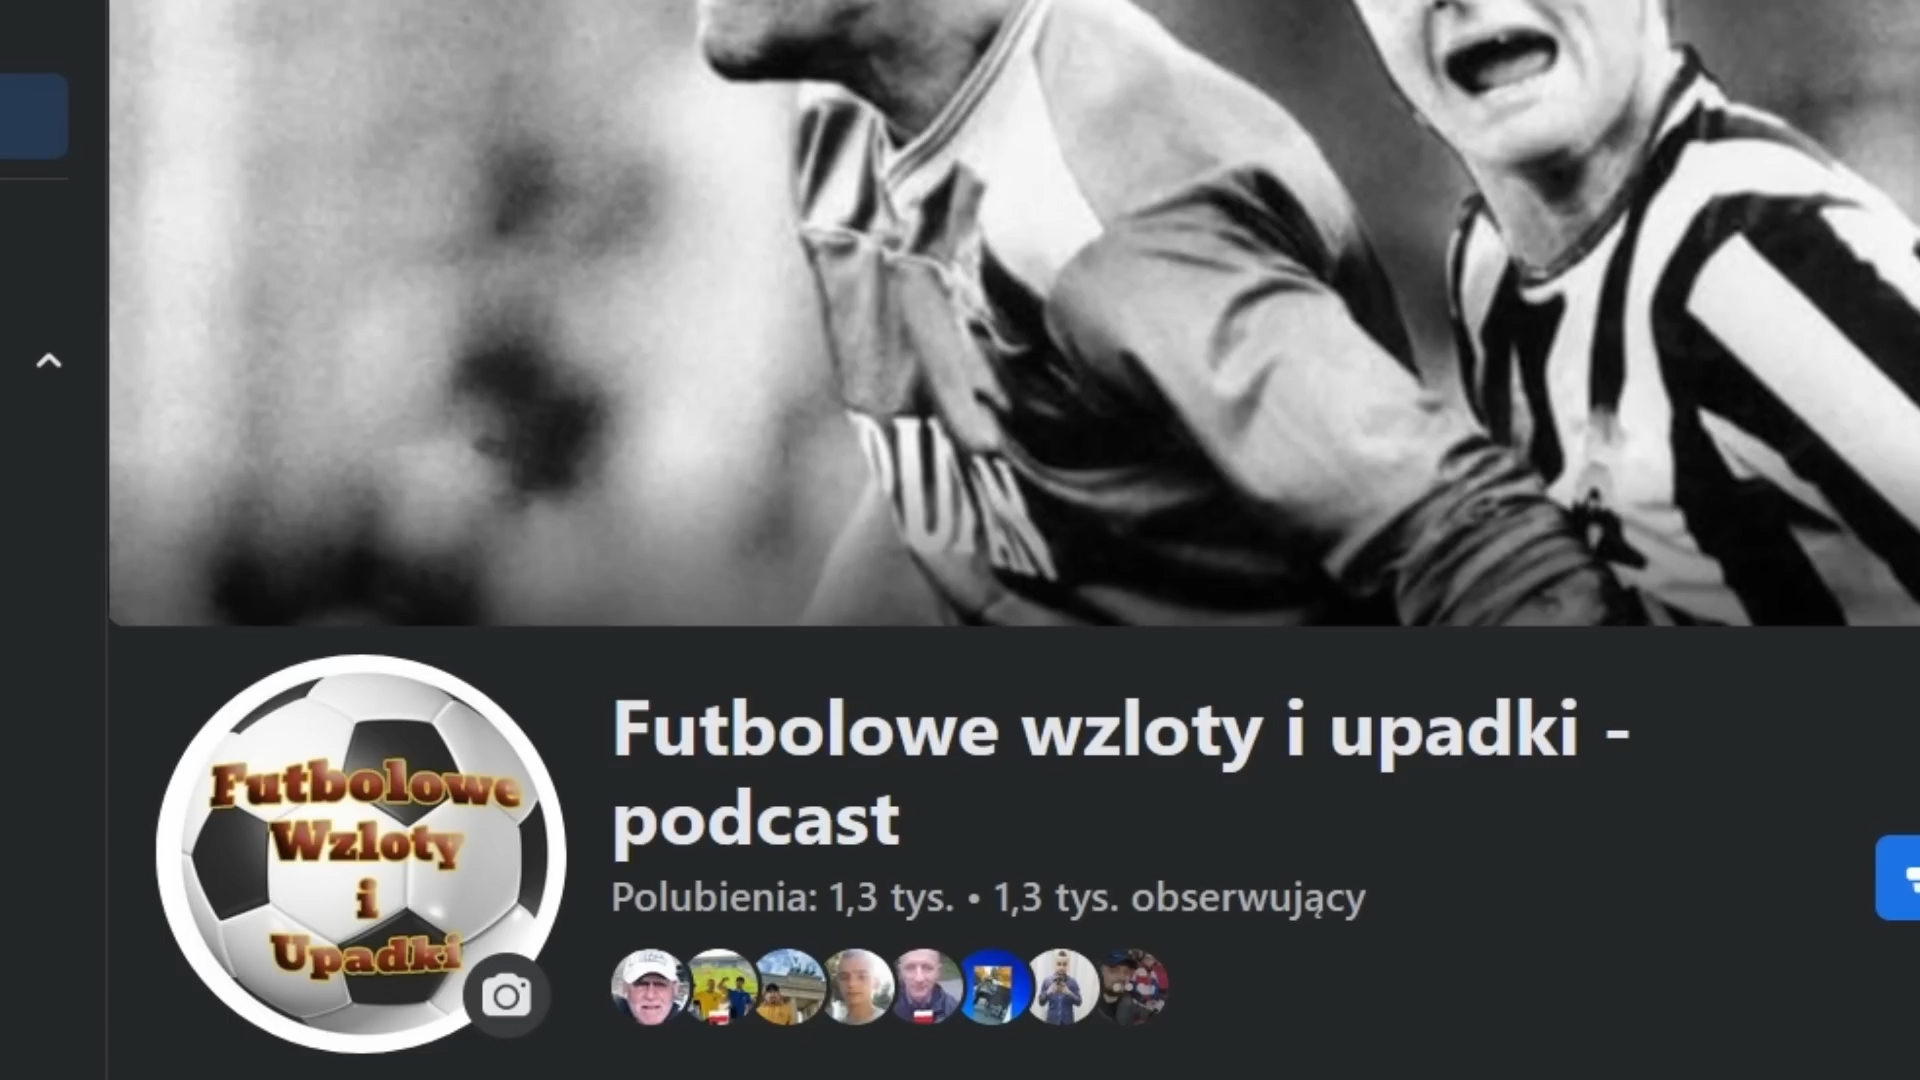 Futbolowe
Wzloty
i
Upadki
Futbolowe wzloty i upadki -
podcast
Polubienia: 1,3 tys. • 1,3 tys. obserwujący